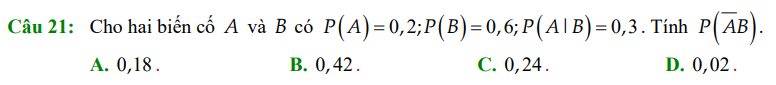 Câu 21: Cho hai biến cố A và B có P(A)=0,2;P(B)=0,6;P(A|B)=0,3. Tính P(A̅B).
A. 0,18. B. 0,42. C. 0,24. D. 0,02.